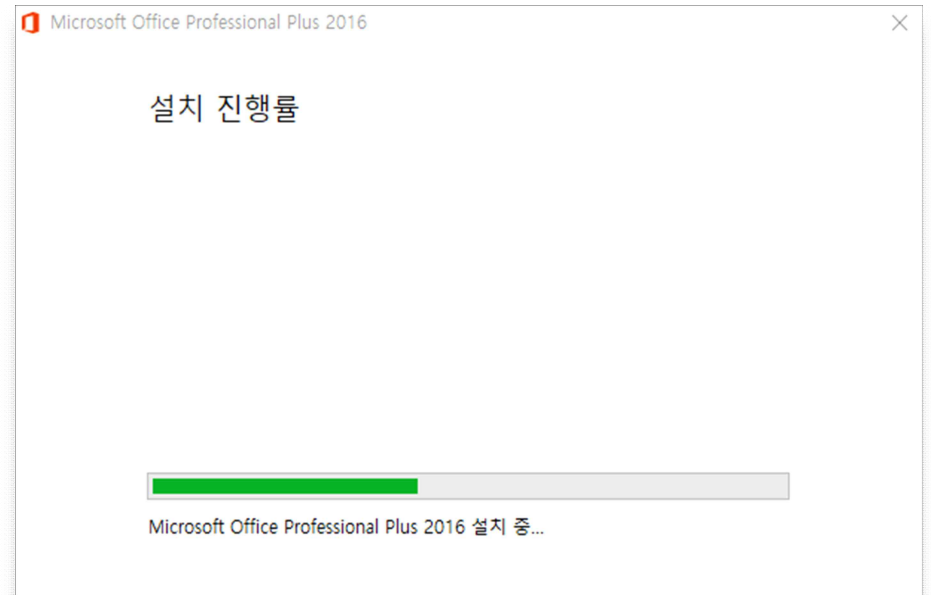 Microsoft Office Professional Plus 2016
설치 진행률
Microsoft Office Professional Plus 2016 설치 중...